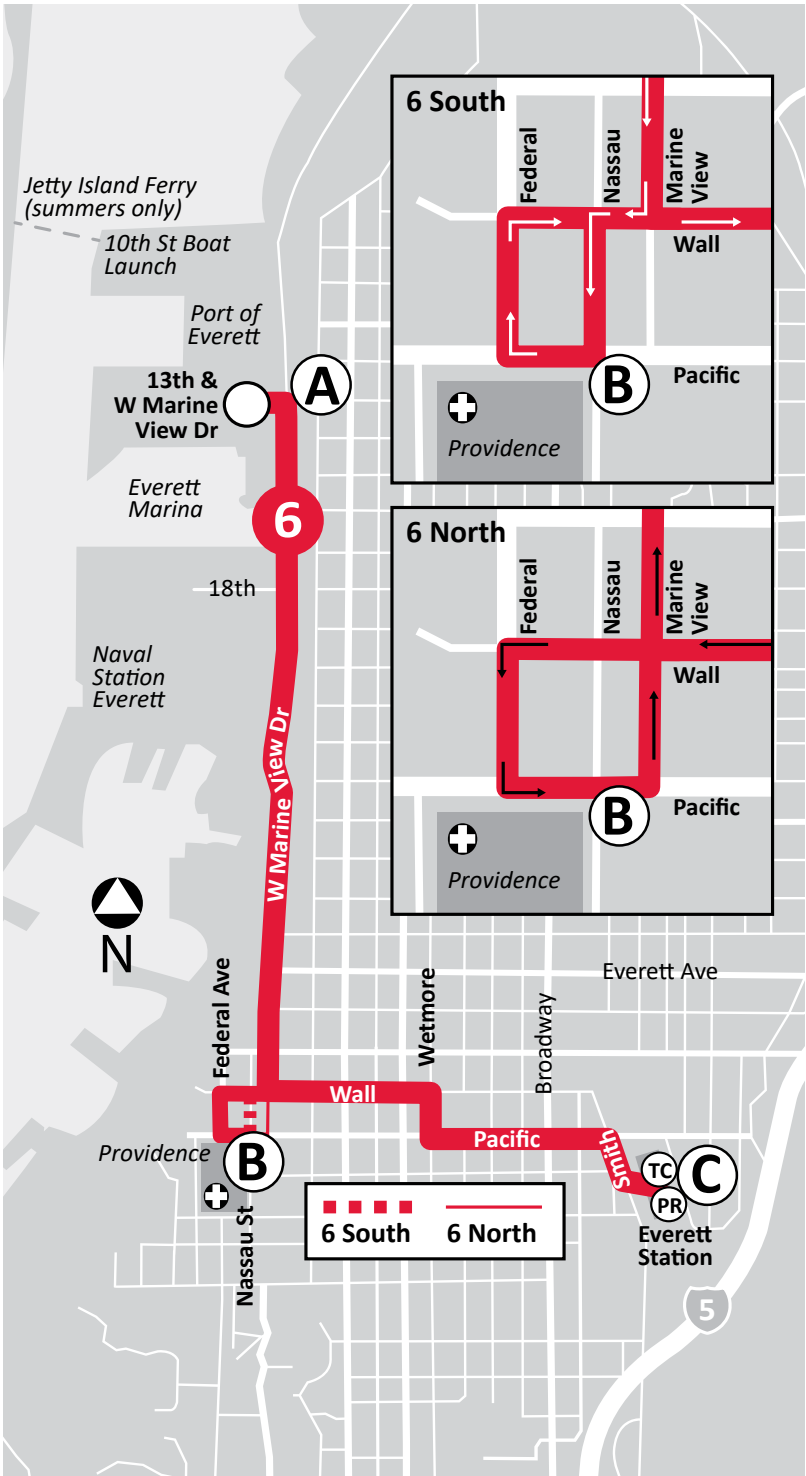 6 South
Federal
Nassau
Marine
View
Wall
B
Pacific
Providence
6 North
Federal
Nassau
Marine
View
Wall
B
Pacific
Providence
Jetty Island Ferry
(summers only)
10th St Boat
Launch
Port of
Everett
13th &
W Marine
View Dr
A
Everett
Marina
6
18th
Naval
Station
Everett
W Marine View Dr
N
Federal Ave
Wetmore
Everett Ave
Broadway
Wall
Pacific
Smith
Providence
B
TC
C
PR
Everett
Station
Nassau St
6 South
6 North
5